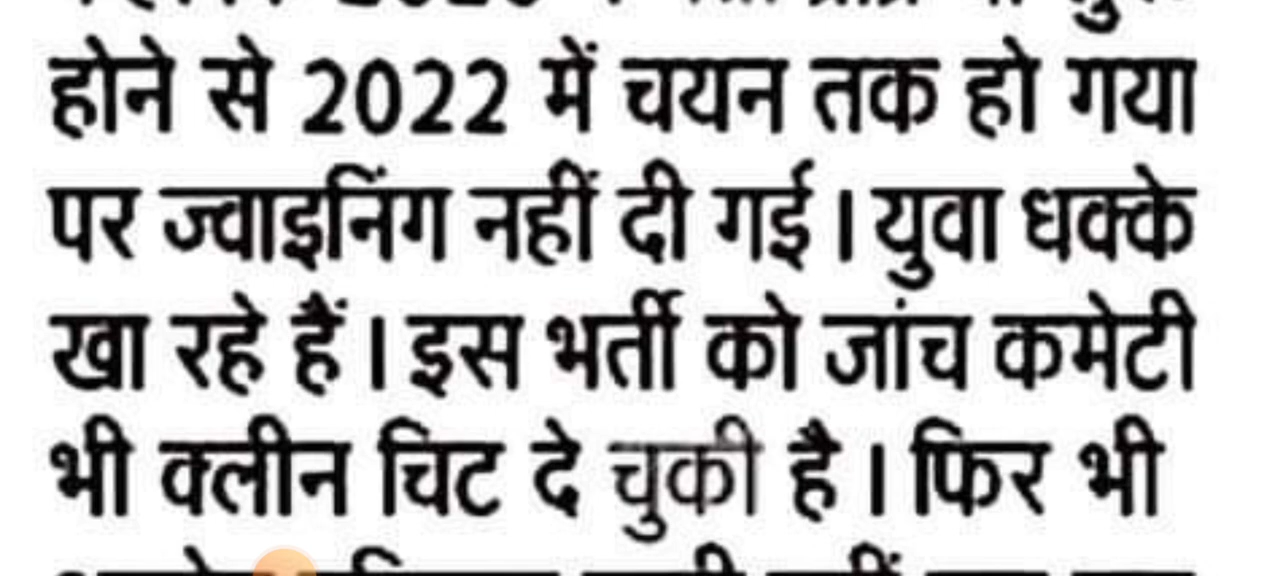 होने से 2022 में चयन तक हो गया
पर ज्वाइनिंग नहीं दी गई। युवा धक्के
खा रहे हैं। इस भर्ती को जांच कमेटी
भी क्लीन चिट दे चुकी है। फिर भी